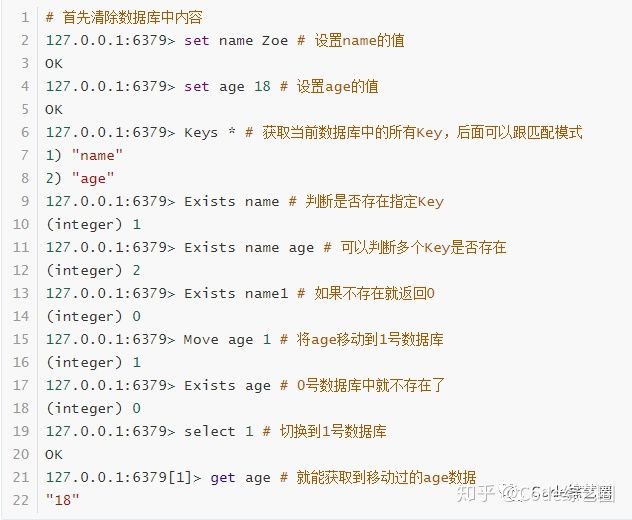 1 # 首先清除数据库中内容
2 127.0.0.1:6379> set name Zoe # 设置name的值
3 OK
4 127.0.0.1:6379> set age 18 # 设置age的值
5 OK
6 127.0.0.1:6379> Keys * # 获取当前数据库中的所有Key，后面可以跟匹配模式
7 1) "name"
8 2) "age"
9 127.0.0.1:6379> Exists name # 判断是否存在指定Key
10 (integer) 1
11 127.0.0.1:6379> Exists name age # 可以判断多个Key是否存在
12 (integer) 2
13 127.0.0.1:6379> Exists name1 # 如果不存在就返回0
14 (integer) 0
15 127.0.0.1:6379> Move age 1 # 将age移动到1号数据库
16 (integer) 1
17 127.0.0.1:6379> Exists age # 0号数据库中就不存在了
18 (integer) 0
19 127.0.0.1:6379> select 1 # 切换到1号数据库
20 OK
21 127.0.0.1:6379[1]> get age # 就能获取到移动过的age数据
22 "18"
知乎 @Code综艺圈